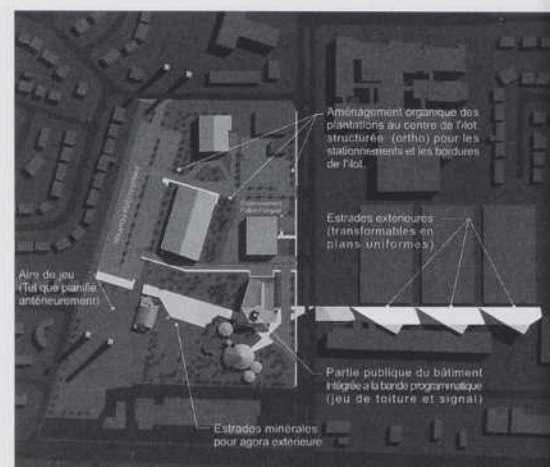 Aménagement organique des
plantations au centre de l'îlot,
structurée (ortho) pour les
stationnements et les bordures
de l'îlot.
Estrades extérieures
(transformables en
plans uniformes)
Aire de jeu
(Tel que planifié
antérieurement)
Partie publique du bâtiment
intégrée a la bande programmatique
(jeu de toiture et signal)
Estrades minérales
pour agora extérieure